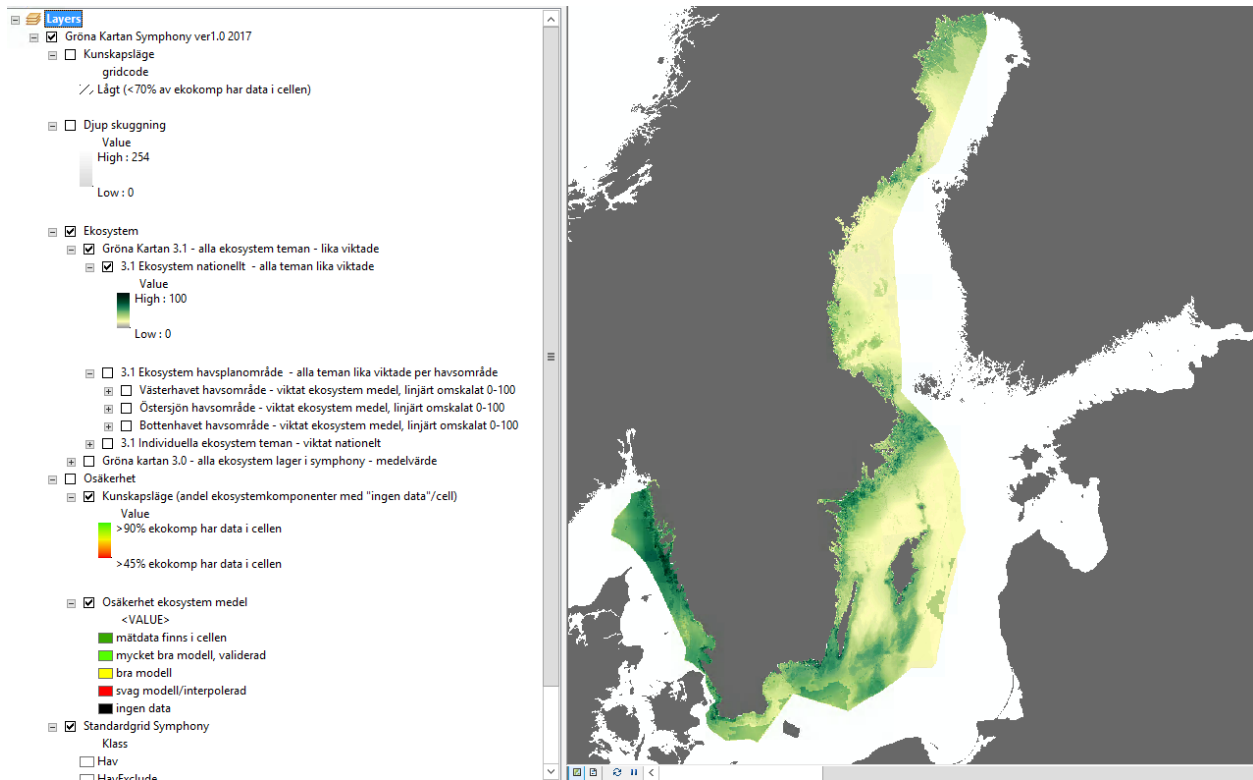 Layers
Gröna Kartan Symphony ver1.0 2017
Kunskapsläge
gridcode
Lågt (<70% av ekokomp har data i cellen)
Djup skuggning
Value
High : 254
Low : 0
Ekosystem
Gröna Kartan 3.1 - alla ekosystem teman - lika viktade
3.1 Ekosystem nationellt - alla teman lika viktade
Value
High : 100
Low : 0
3.1 Ekosystem havsplanområde - alla teman lika viktade per havsområde
Västerhavet havsområde - viktat ekosystem medel, linjärt omskalat 0-100
Östersjön havsområde - viktat ekosystem medel, linjärt omskalat 0-100
Bottenhavet havsområde - viktat ekosystem medel, linjärt omskalat 0-100
3.1 Individuella ekosystem teman - viktat nationellt
Gröna kartan 3.0 - alla ekosystem lager i symphony - medelvärde
Osäkerhet
Kunskapsläge (andel ekosystemkomponenter med "ingen data"/cell)
Value
>90% ekokomp har data i cellen
>45% ekokomp har data i cellen
Osäkerhet ekosystem medel
<VALUE>
mätdata finns i cellen
mycket bra modell, validerad
bra modell
svag modell/interpolerad
ingen data
Standardgrid Symphony
Klass
Hav
HavExclude